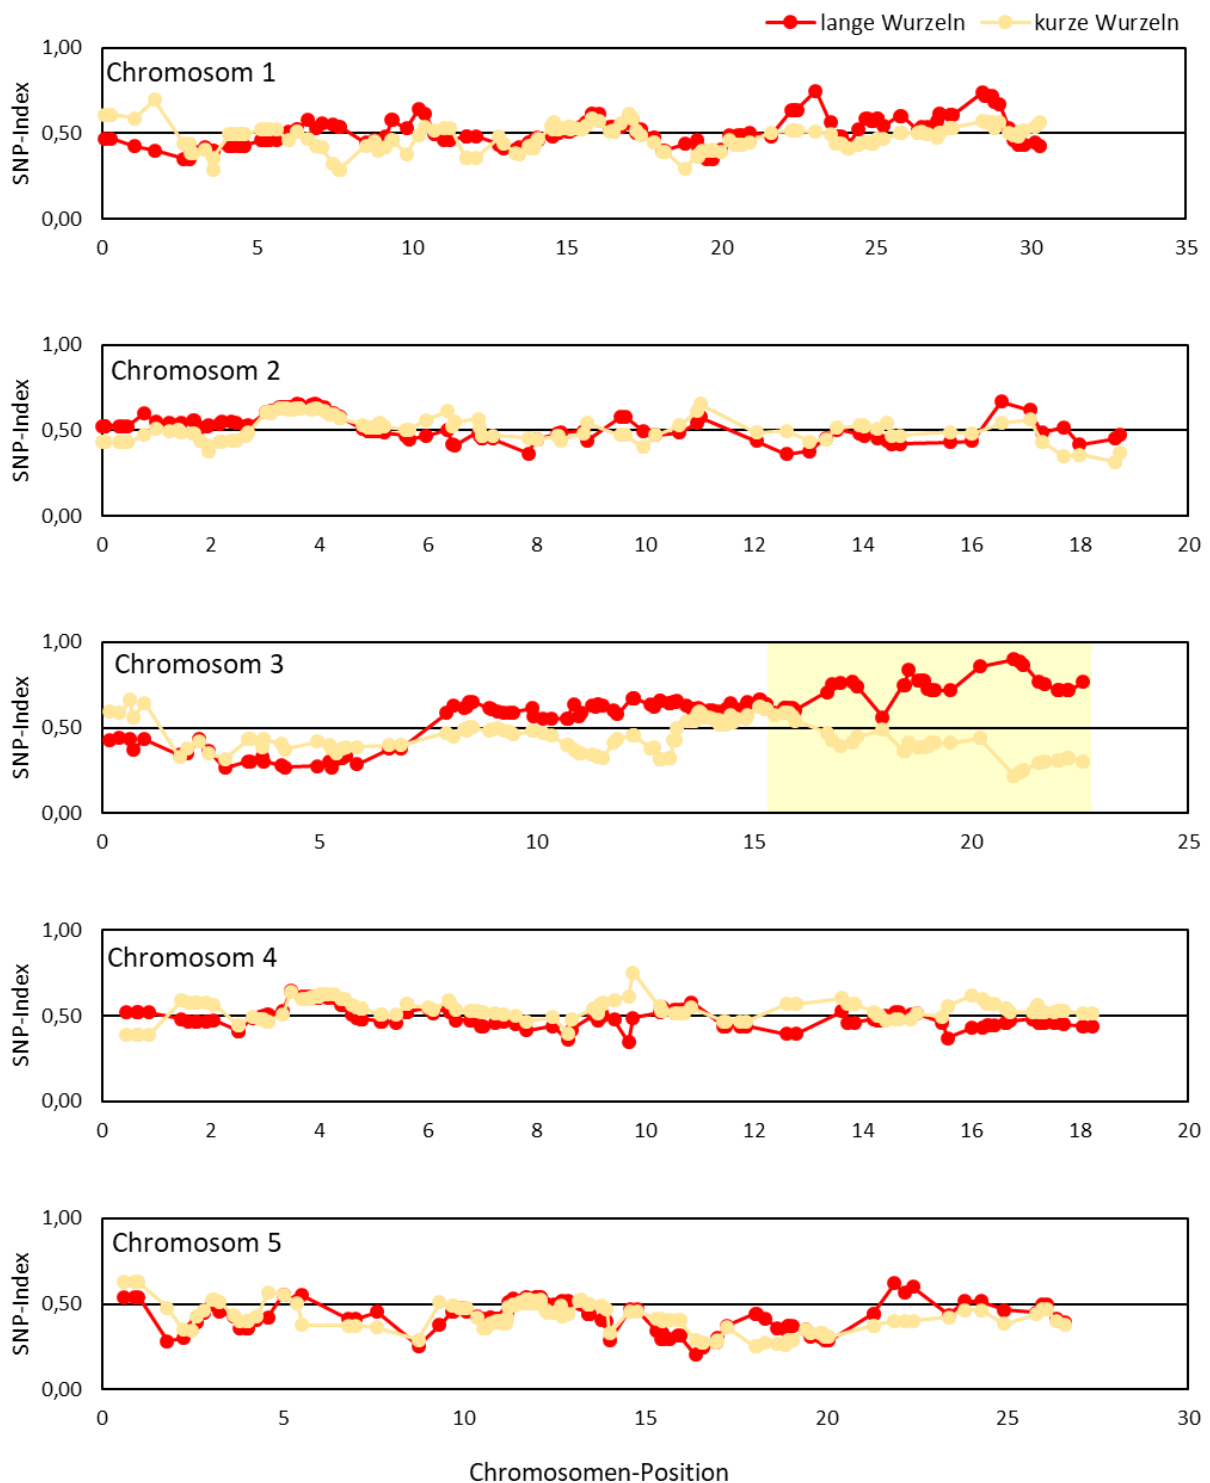 lange Wurzeln kurze Wurzeln
1,00
Chromosom 1
SNP-Index
0,50
0,00
0 5 10 15 20 25 30 35
1,00
Chromosom 2
SNP-Index
0,50
0,00
0 2 4 6 8 10 12 14 16 18 20
1,00
Chromosom 3
SNP-Index
0,50
0,00
0 5 10 15 20 25
1,00
Chromosom 4
SNP-Index
0,50
0,00
0 2 4 6 8 10 12 14 16 18 20
1,00
Chromosom 5
SNP-Index
0,50
0,00
0 5 10 15 20 25 30
Chromosomen-Position